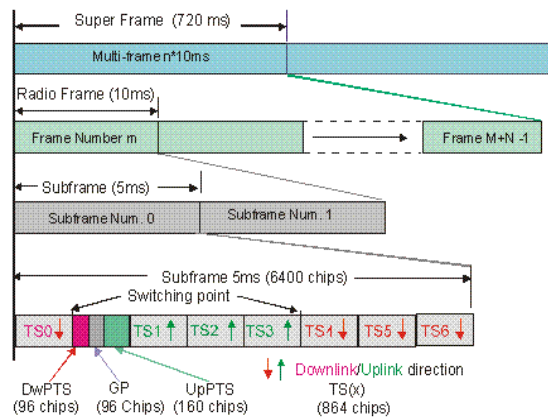 Super Frame (720 ms)
Multi-frame n*10ms
Radio Frame (10ms)
Frame Number m
Frame M+N -1
Subframe (5ms)
Subframe Num. 0
Subframe Num. 1
Subframe 5ms (6400 chips)
Switching point
TS0 TS1 TS2 TS3 TS4 TS5 TS6
Downlink/Uplink direction
DwPTS GP UpPTS TS(x)
(96 chips) (96 Chips) (160 chips) (864 chips)